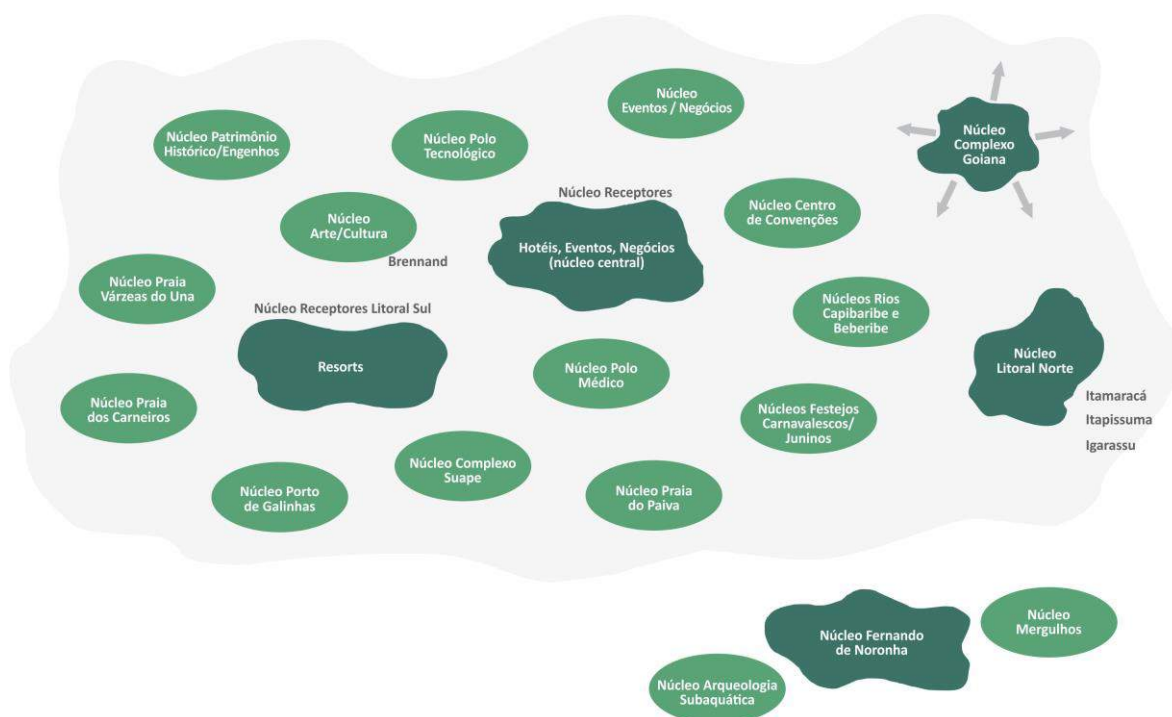 Núcleo
Eventos / Negócios
Núcleo Patrimônio
Histórico/Engenhos
Núcleo Polo
Tecnológico
Núcleo
Complexo
Goiana
Núcleo Receptores
Núcleo
Arte/Cultura
Brennand
Hotéis, Eventos, Negócios
(núcleo central)
Núcleo Centro
de Convenções
Núcleo Praia
Várzeas do Una
Núcleo Receptores Litoral Sul
Resorts
Núcleos Rios
Capibaribe e
Beberibe
Núcleo
Litoral Norte
Itamaracá
Itapissuma
Igarassu
Núcleo Polo
Médico
Núcleo Praia
dos Carneiros
Núcleos Festejos
Carnavalescos/
Juninos
Núcleo Complexo
Suape
Núcleo Porto
de Galinhas
Núcleo Praia
do Paiva
Núcleo Fernando
de Noronha
Núcleo
Mergulhos
Núcleo Arqueologia
Subaquática